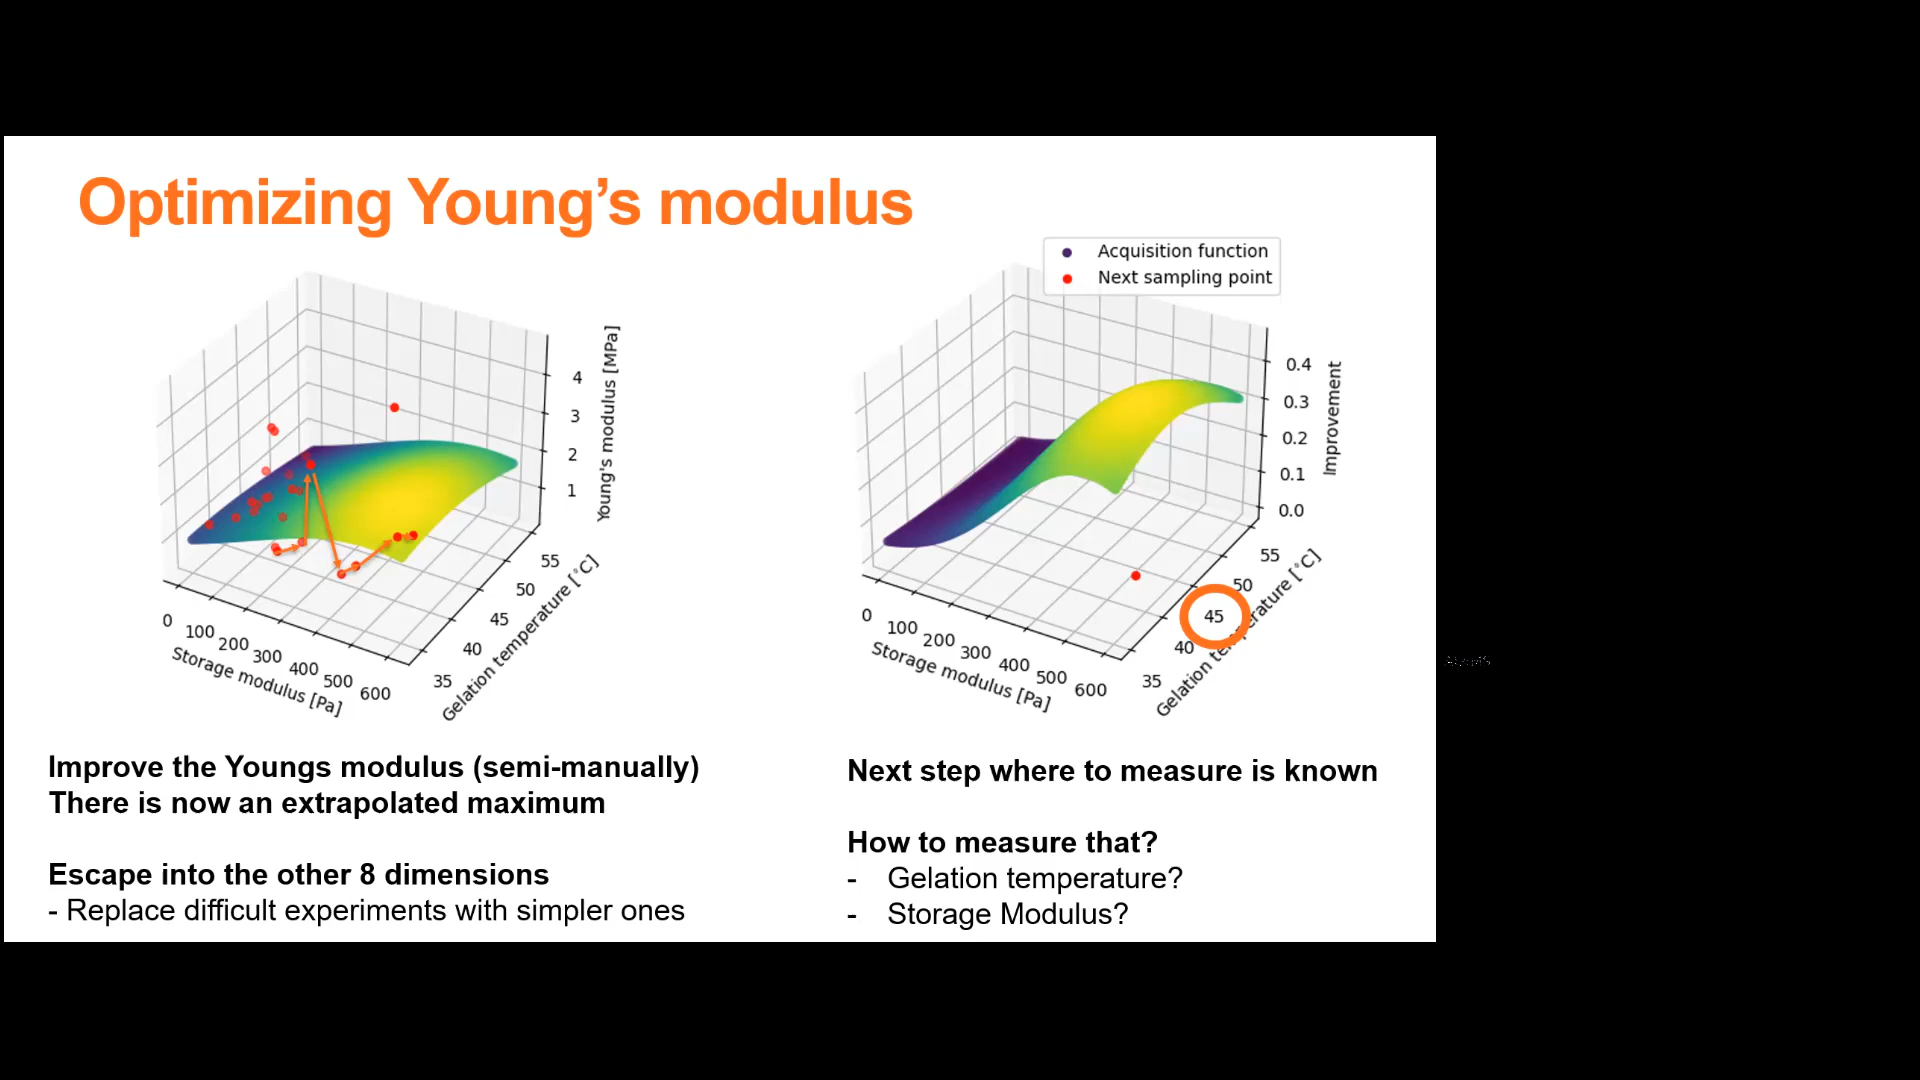 Optimizing Young's modulus
Acquisition function
Next sampling point
4
3
2
1
Young's modulus [MPa]
55
50
45
40
35
Gelation temperature [°C]
0
100
200
300
400
500
600
Storage modulus [Pa]
0.4
0.3
0.2
0.1
0.0
Improvement
55
50
45
40
35
Gelation temperature [°C]
0
100
200
300
400
500
600
Storage modulus [Pa]
Improve the Youngs modulus (semi-manually)
There is now an extrapolated maximum
Escape into the other 8 dimensions
- Replace difficult experiments with simpler ones
Next step where to measure is known
How to measure that?
- Gelation temperature?
- Storage Modulus?